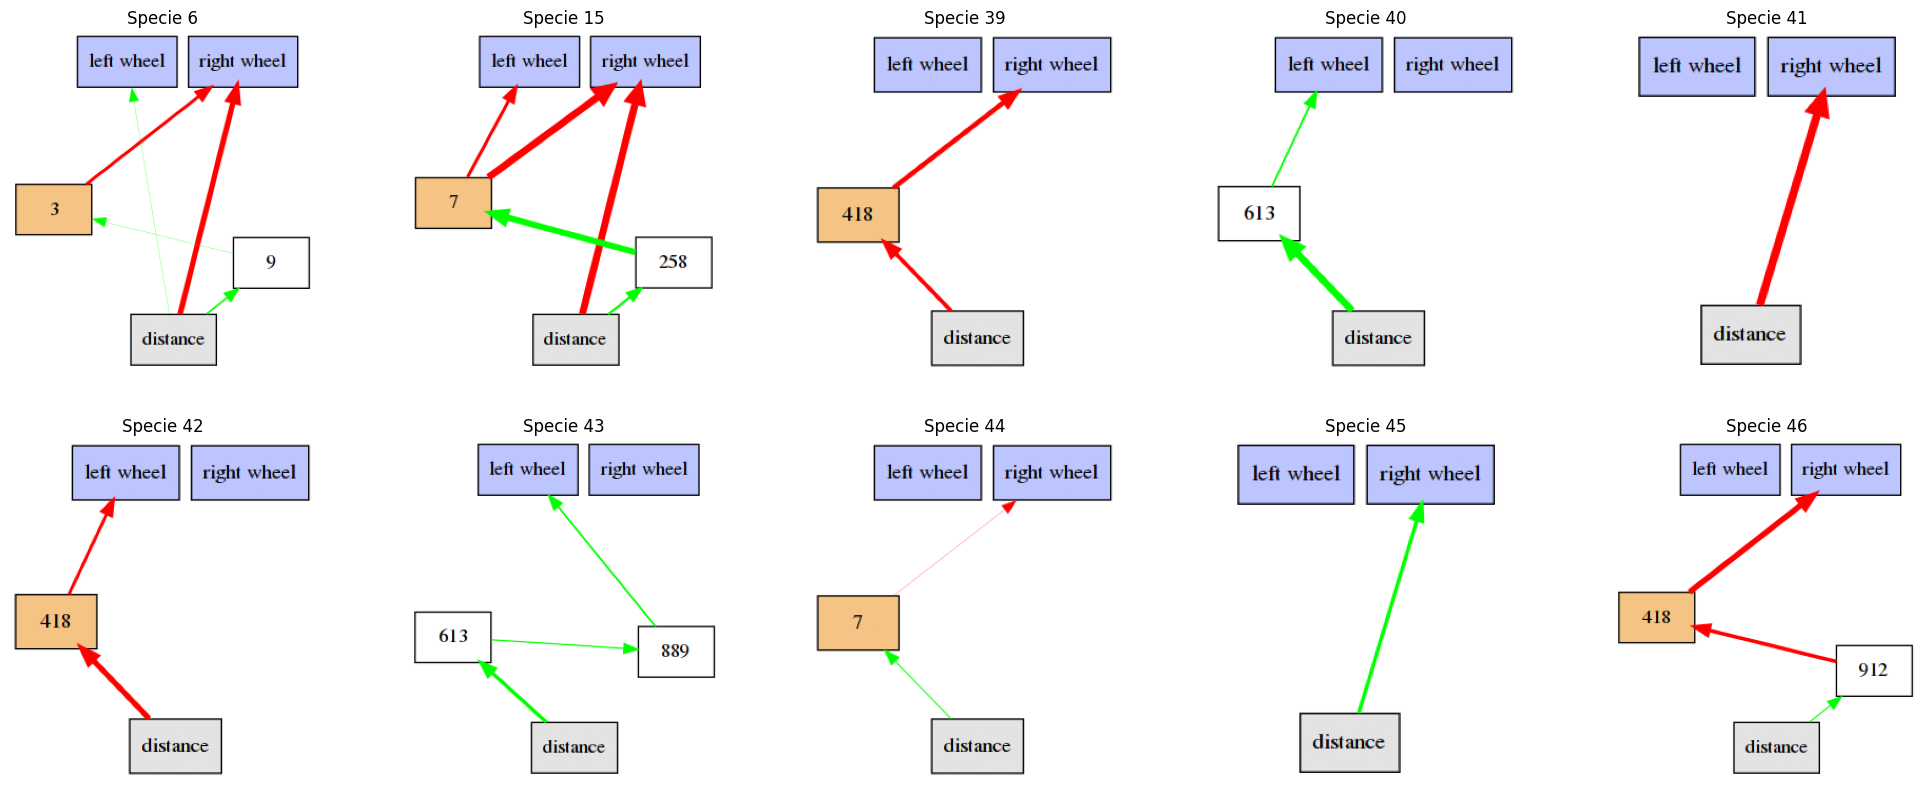 Specie 6
left wheel
right wheel
3
9
distance
Specie 15
left wheel
right wheel
7
258
distance
Specie 39
left wheel
right wheel
418
distance
Specie 40
left wheel
right wheel
613
distance
Specie 41
left wheel
right wheel
distance
Specie 42
left wheel
right wheel
418
distance
Specie 43
left wheel
right wheel
613
889
distance
Specie 44
left wheel
right wheel
7
distance
Specie 45
left wheel
right wheel
distance
Specie 46
left wheel
right wheel
418
912
distance